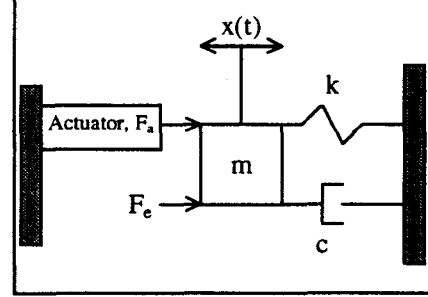 x(t)
k
Actuator, Fₐ
m
Fₑ
c